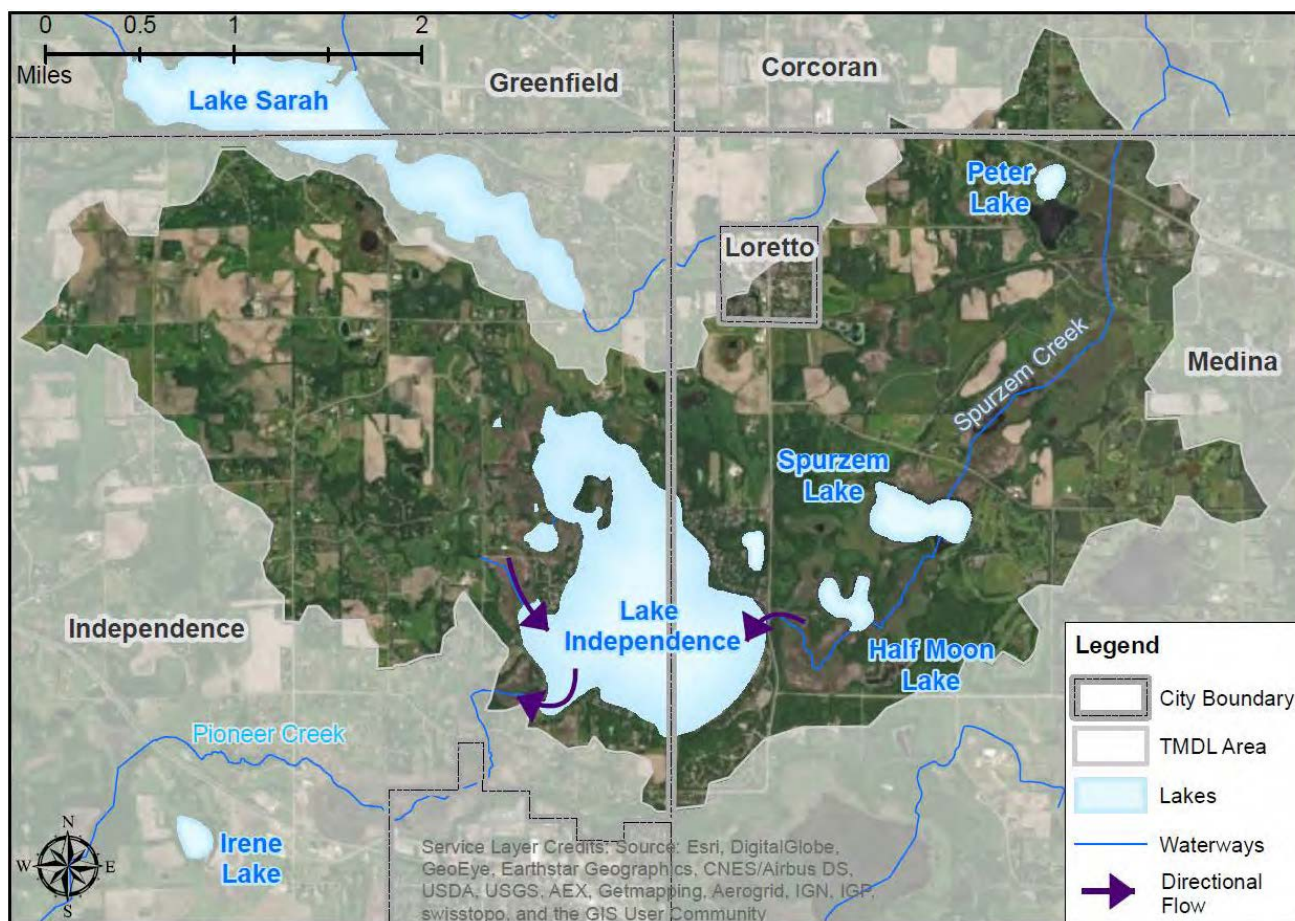 0 0.5 1 2
Miles
Lake Sarah
Greenfield
Corcoran
Peter
Lake
Loretto
Medina
Spurzem Creek
Spurzem
Lake
Lake
Independence
Independence
Half Moon
Lake
Pioneer Creek
Irene
Lake
N
W E
S
Service Layer Credits: Source: Esri, DigitalGlobe,
GeoEye, Earthstar Geographics, CNES/Airbus DS,
USDA, USGS, AEX, Getmapping, Aerogrid, IGN, IGP,
swisstopo, and the GIS User Community
Legend
City Boundary
TMDL Area
Lakes
Waterways
Directional
Flow